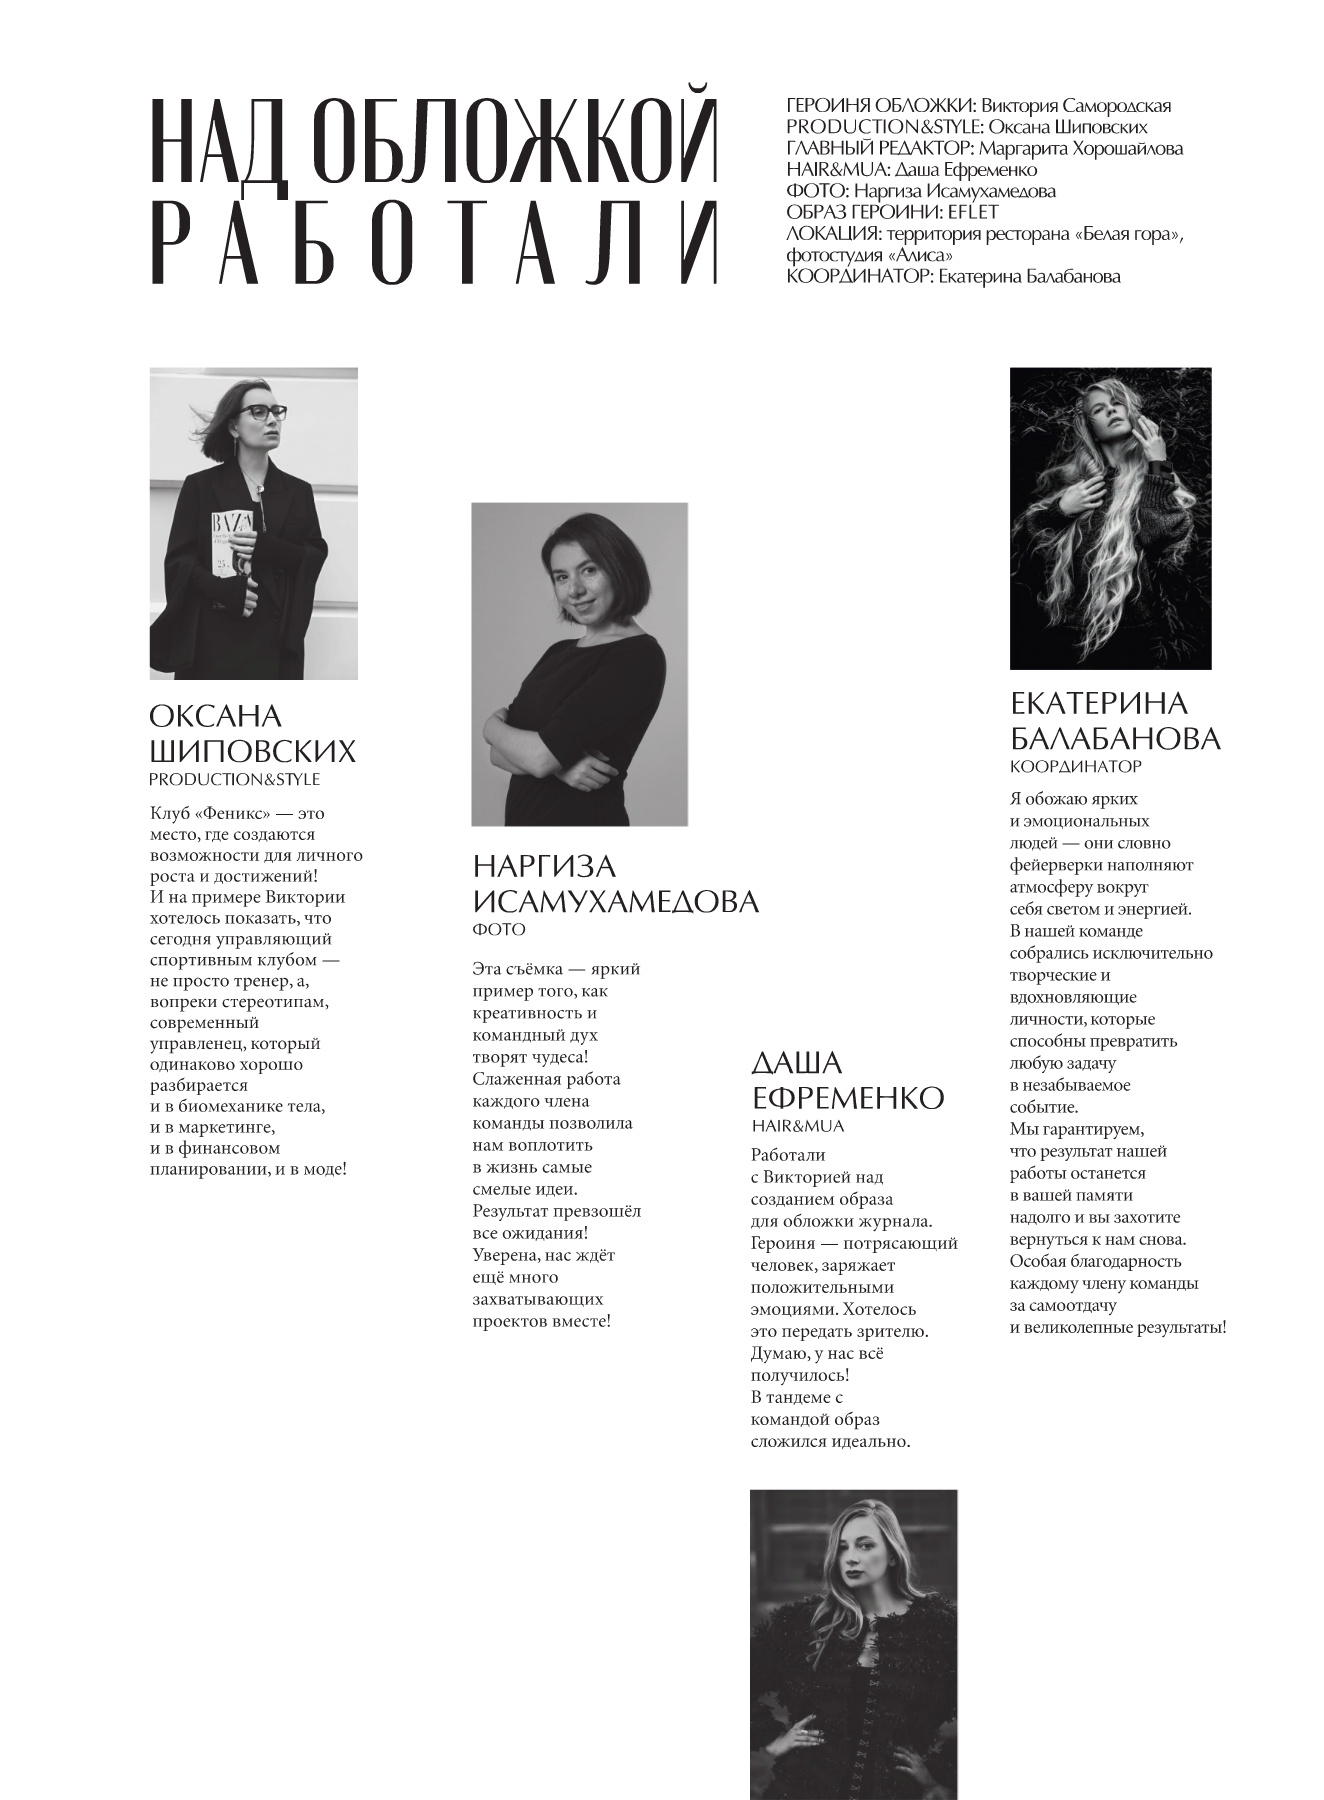 НАД ОБЛОЖКОЙ
РАБОТАЛИ
ГЕРОИНЯ ОБЛОЖКИ: Виктория Самородская
PRODUCTION&STYLE: Оксана Шиповских
ГЛАВНЫЙ РЕДАКТОР: Маргарита Хорошайлова
HAIR&MUA: Даша Ефременко
ФОТО: Наргиза Исамухамедова
ОБРАЗ ГЕРОИНИ: EFLET
ЛОКАЦИЯ: территория ресторана «Белая гора»,
фотостудия «Алиса»
КООРДИНАТОР: Екатерина Балабанова
BAZA
25
ОКСАНА
ШИПОВСКИХ
PRODUCTION&STYLE
Клуб «Феникс» — это
место, где создаются
возможности для личного
роста и достижений!
И на примере Виктории
хотелось показать, что
сегодня управляющий
спортивным клубом —
не просто тренер, а,
вопреки стереотипам,
современный
управленец, который
одинаково хорошо
разбирается
и в биомеханике тела,
и в маркетинге,
и в финансовом
планировании, и в моде!
НАРГИЗА
ИСАМУХАМЕДОВА
ФОТО
Эта съёмка — яркий
пример того, как
креативность и
командный дух
творят чудеса!
Слаженная работа
каждого члена
команды позволила
нам воплотить
в жизнь самые
смелые идеи.
Результат превзошёл
все ожидания!
Уверена, нас ждёт
ещё много
захватывающих
проектов вместе!
ДАША
ЕФРЕМЕНКО
HAIR&MUA
Работали
с Викторией над
созданием образа
для обложки журнала.
Героиня — потрясающий
человек, заряжает
положительными
эмоциями. Хотелось
это передать зрителю.
Думаю, у нас всё
получилось!
В тандеме с
командой образ
сложился идеально.
ЕКАТЕРИНА
БАЛАБАНОВА
КООРДИНАТОР
Я обожаю ярких
и эмоциональных
людей — они словно
фейерверки наполняют
атмосферу вокруг
себя светом и энергией.
В нашей команде
собрались исключительно
творческие и
вдохновляющие
личности, которые
способны превратить
любую задачу
в незабываемое
событие.
Мы гарантируем,
что результат нашей
работы останется
в вашей памяти
надолго и вы захотите
вернуться к нам снова.
Особая благодарность
каждому члену команды
за самоотдачу
и великолепные результаты!